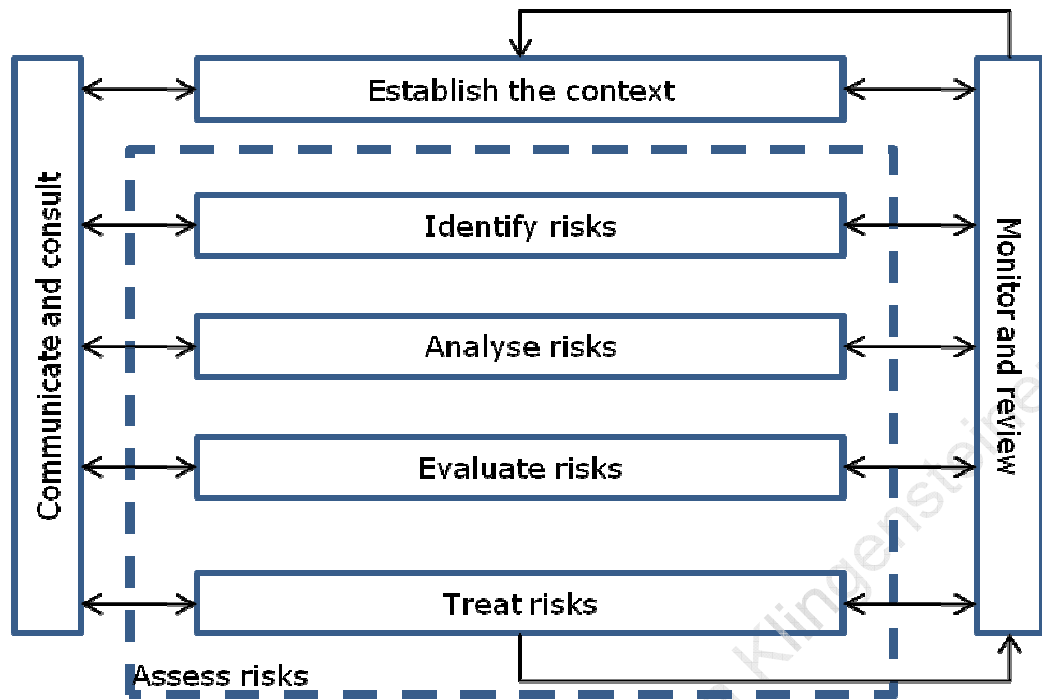 Establish the context
Communicate and consult
Identify risks
Analyse risks
Evaluate risks
Treat risks
Monitor and review
Assess risks
Klingensteiner